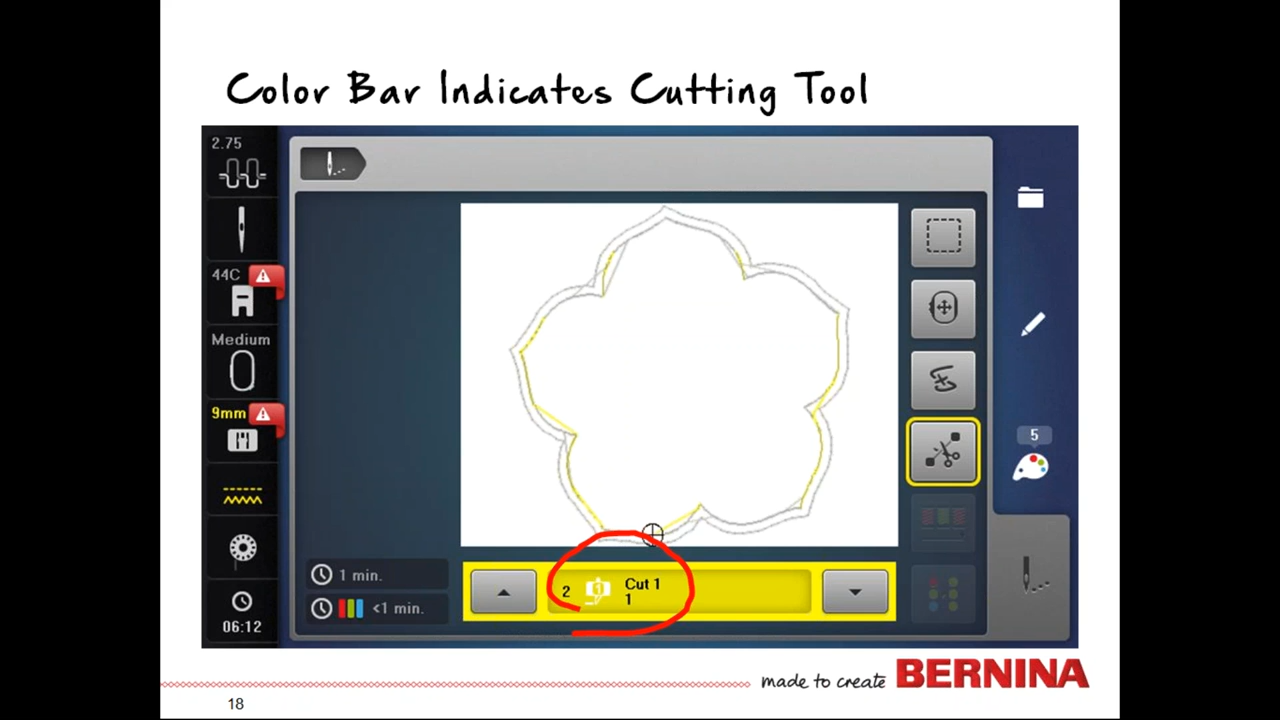 Color Bar Indicates Cutting Tool
2.75
44C
Medium
9mm
06:12
5
1 min.
<1 min.
2 1 Cut 1
1
made to create BERNINA
18